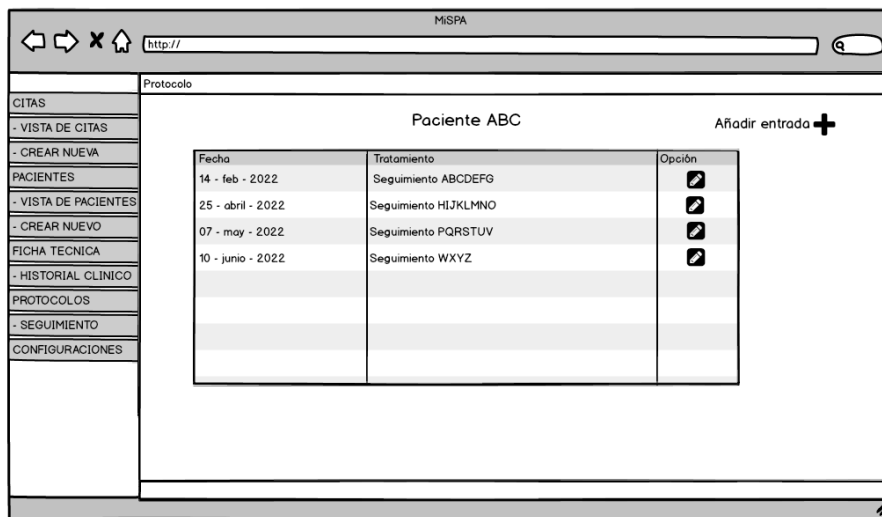 MiSPA
http://
Protocolo
CITAS
- VISTA DE CITAS
- CREAR NUEVA
PACIENTES
- VISTA DE PACIENTES
- CREAR NUEVO
FICHA TECNICA
- HISTORIAL CLINICO
PROTOCOLOS
- SEGUIMIENTO
CONFIGURACIONES
Paciente ABC
Añadir entrada
Fecha Tratamiento Opción
14 - feb - 2022 Seguimiento ABCDEFG
25 - abril - 2022 Seguimiento HIJKLMNO
07 - may - 2022 Seguimiento PQRSTUV
10 - junio - 2022 Seguimiento WXYZ